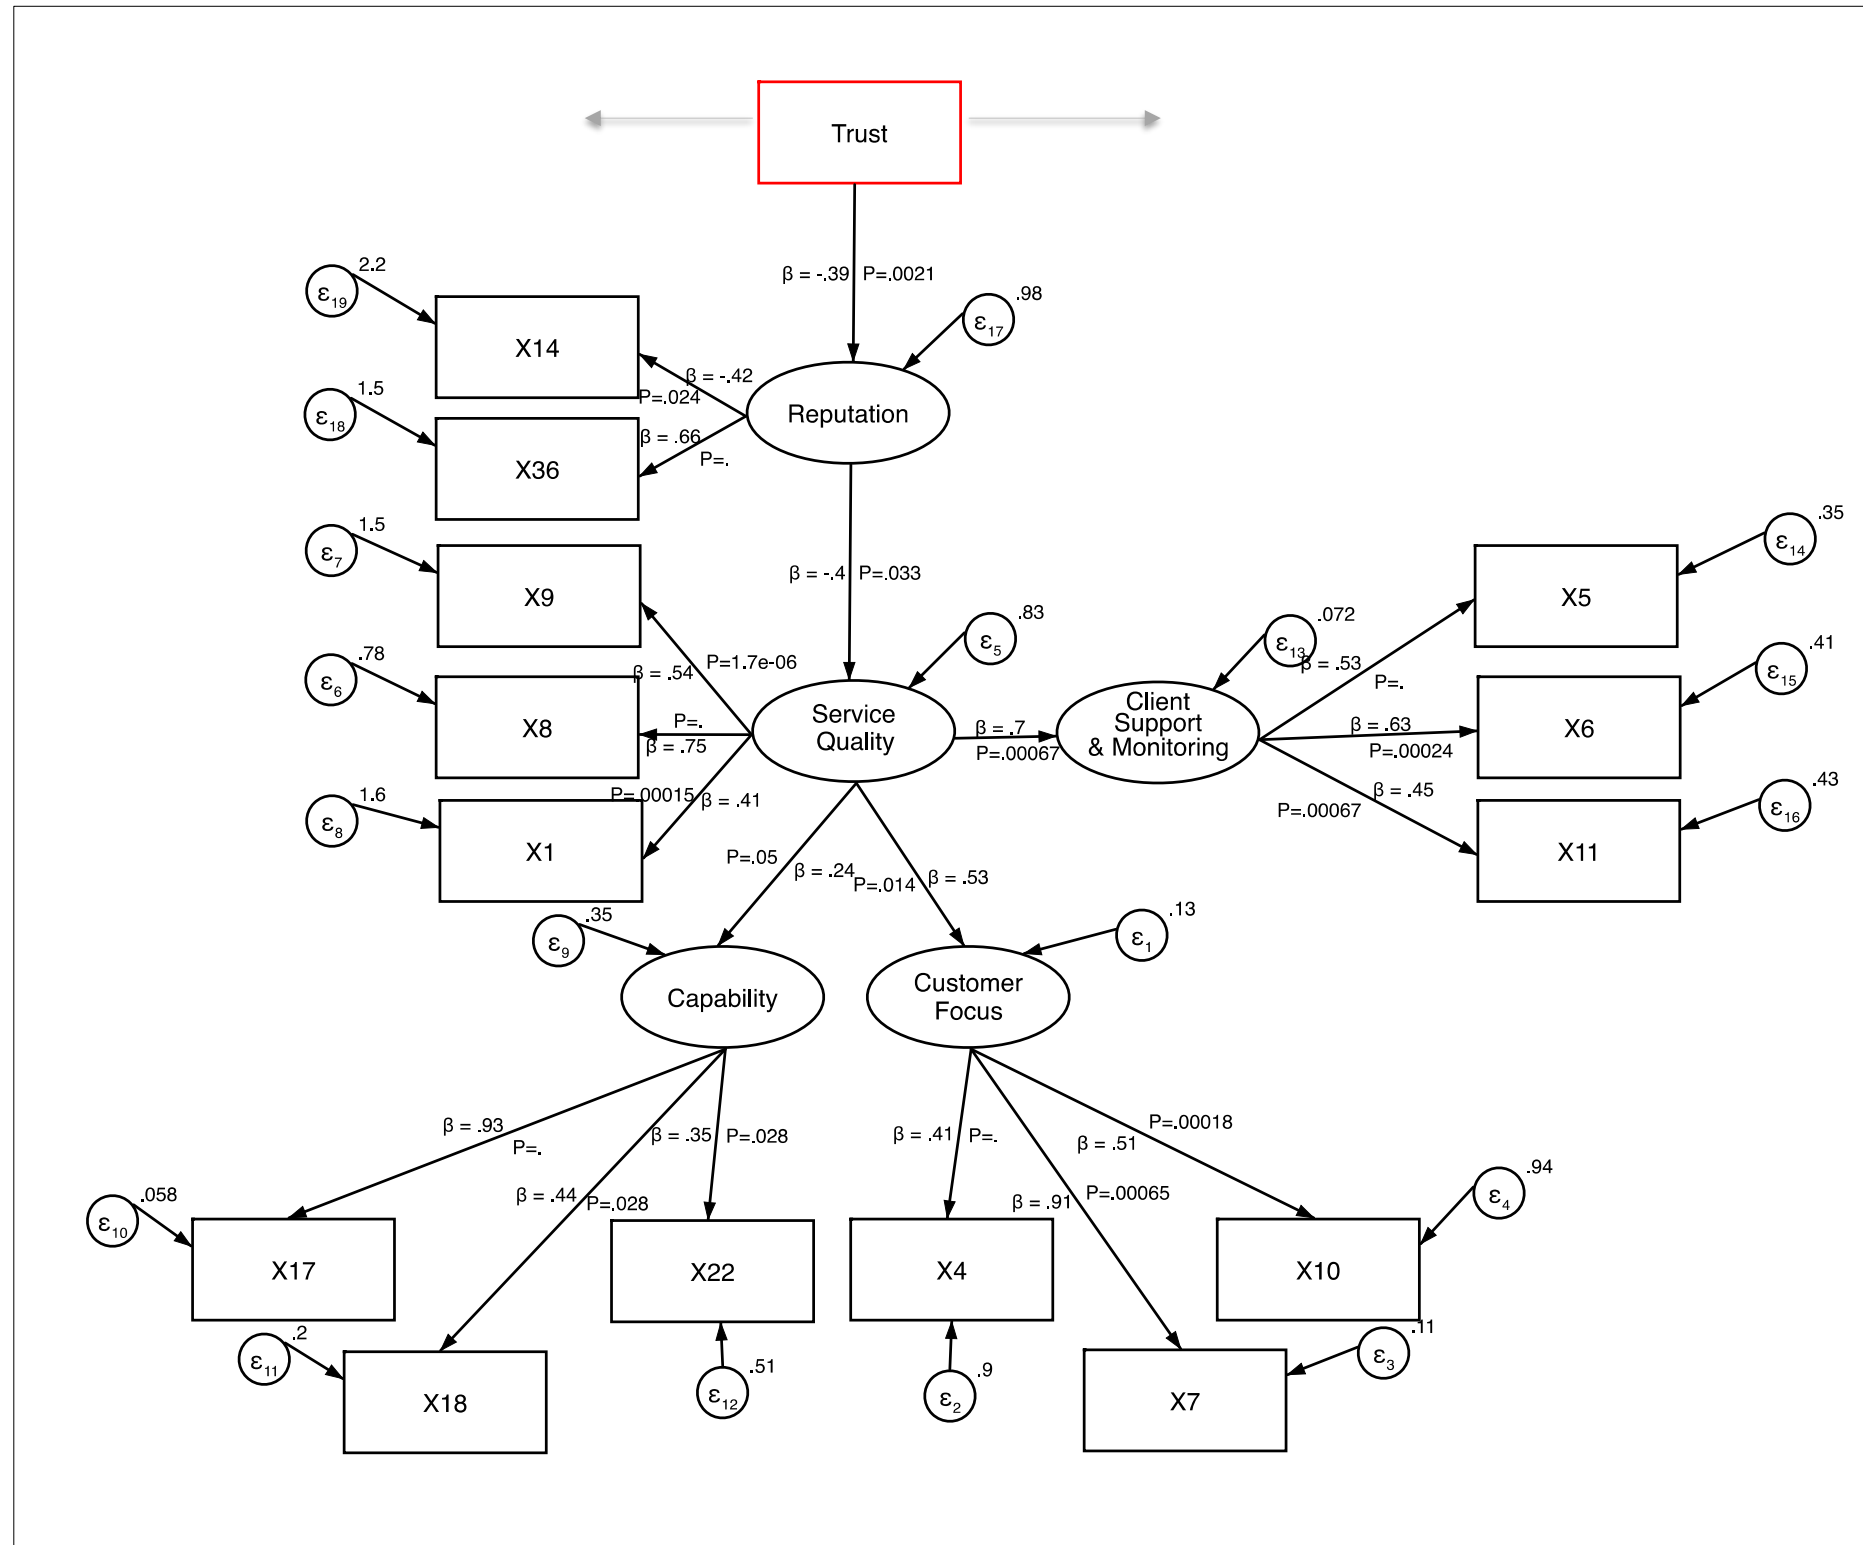 Trust
β = -.39
P=.0021
2.2
ε19
X14
.98
ε17
β = -.42
P=.024
Reputation
1.5
ε18
X36
β = .66
P=.
1.5
ε7
X9
β = -.4
P=.033
.35
ε14
X5
.83
ε5
.072
ε13
β = .53
P=.
.78
ε6
X8
β = .54
P=1.7e-06
P=.
β = .75
Service
Quality
β = .7
P=.00067
Client
Support
& Monitoring
β = .63
P=.00024
X6
.41
ε15
1.6
ε8
X1
P=.00015
β = .41
P=.00067
β = .45
X11
.43
ε16
P=.05
β = .24
P=.014
β = .53
.35
ε9
.13
ε1
Capability
Customer
Focus
β = .93
P=.
β = .35
P=.028
β = .41
P=.
P=.00018
β = .51
β = .44
P=.028
β = .91
P=.00065
.058
ε10
X17
X22
X4
X10
.94
ε4
.2
ε11
X18
.51
ε12
.9
ε2
X7
.11
ε3